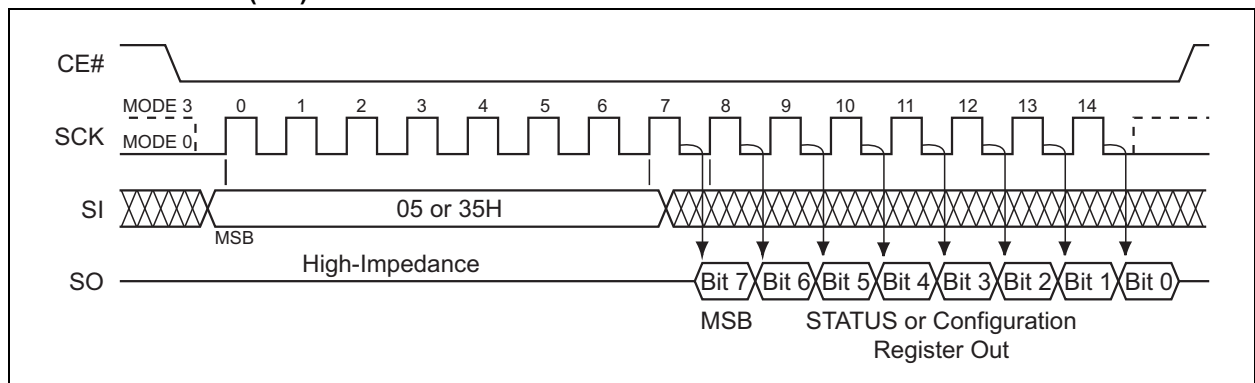 CE#
MODE 3 0 1 2 3 4 5 6 7 8 9 10 11 12 13 14
SCK MODE 0
SI 05 or 35H
MSB
High-Impedance
SO Bit 7 Bit 6 Bit 5 Bit 4 Bit 3 Bit 2 Bit 1 Bit 0
MSB STATUS or Configuration
Register Out